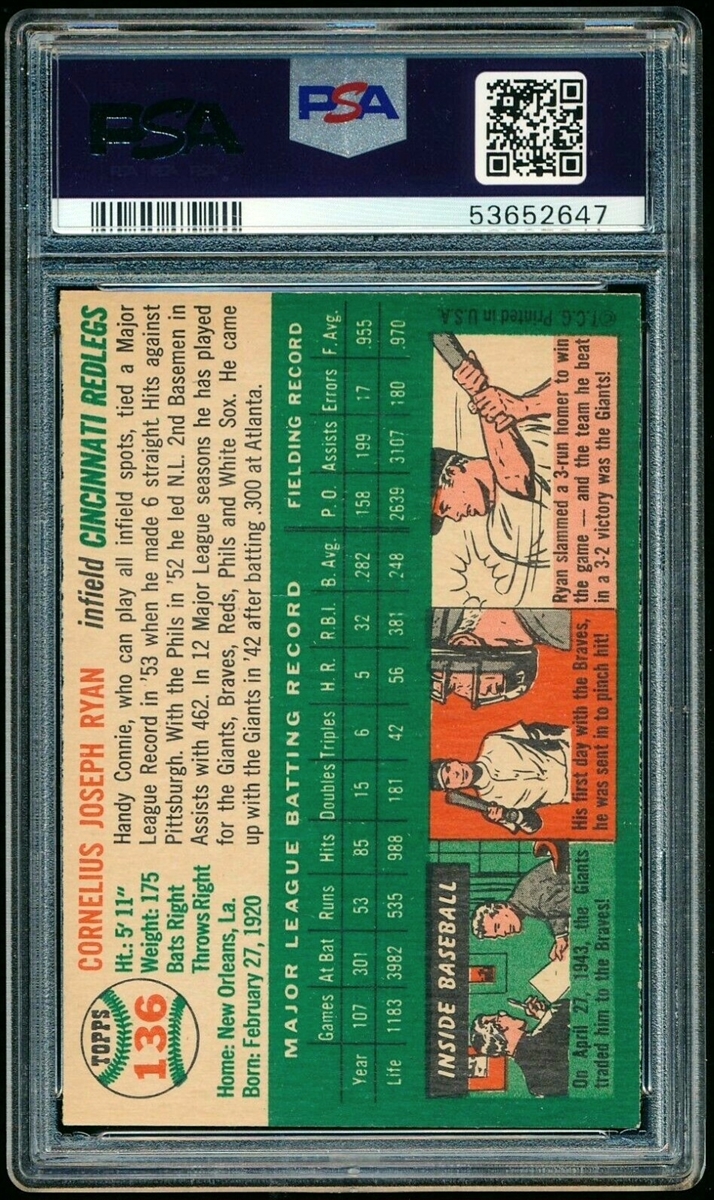 PSA
PSA
53652647
TOPPS
136
CORNELIUS JOSEPH RYAN infield CINCINNATI REDLEGS
Ht.: 5' 11"
Weight: 175
Bats Right
Throws Right
Home: New Orleans, La.
Born: February 27, 1920
Handy Connie, who can play all infield spots, tied a Major
League Record in '53 when he made 6 straight Hits against
Pittsburgh. With the Phils in '52 he led N.L. 2nd Basemen in
Assists with 462. In 12 Major League seasons he has played
for the Giants, Braves, Reds, Phils and White Sox. He came
up with the Giants in '42 after batting .300 at Atlanta.
MAJOR LEAGUE BATTING RECORD FIELDING RECORD
Games At Bat Runs Hits Doubles Triples H. R. R.B.I. B. Avg. P. O. Assists Errors F. Avg.
Year 107 301 53 85 15 6 5 32 .282 158 199 17 .955
Life 1183 3982 535 988 181 42 56 381 .248 2639 3107 180 .970
INSIDE BASEBALL
On April 27, 1943, the Giants
traded him to the Braves!
His first day with the Braves,
he was sent in to pinch hit!
Ryan slammed a 3-run homer to win
the game — and the team he beat
in a 3-2 victory was the Giants!
©T.C.G. Printed in U.S.A.